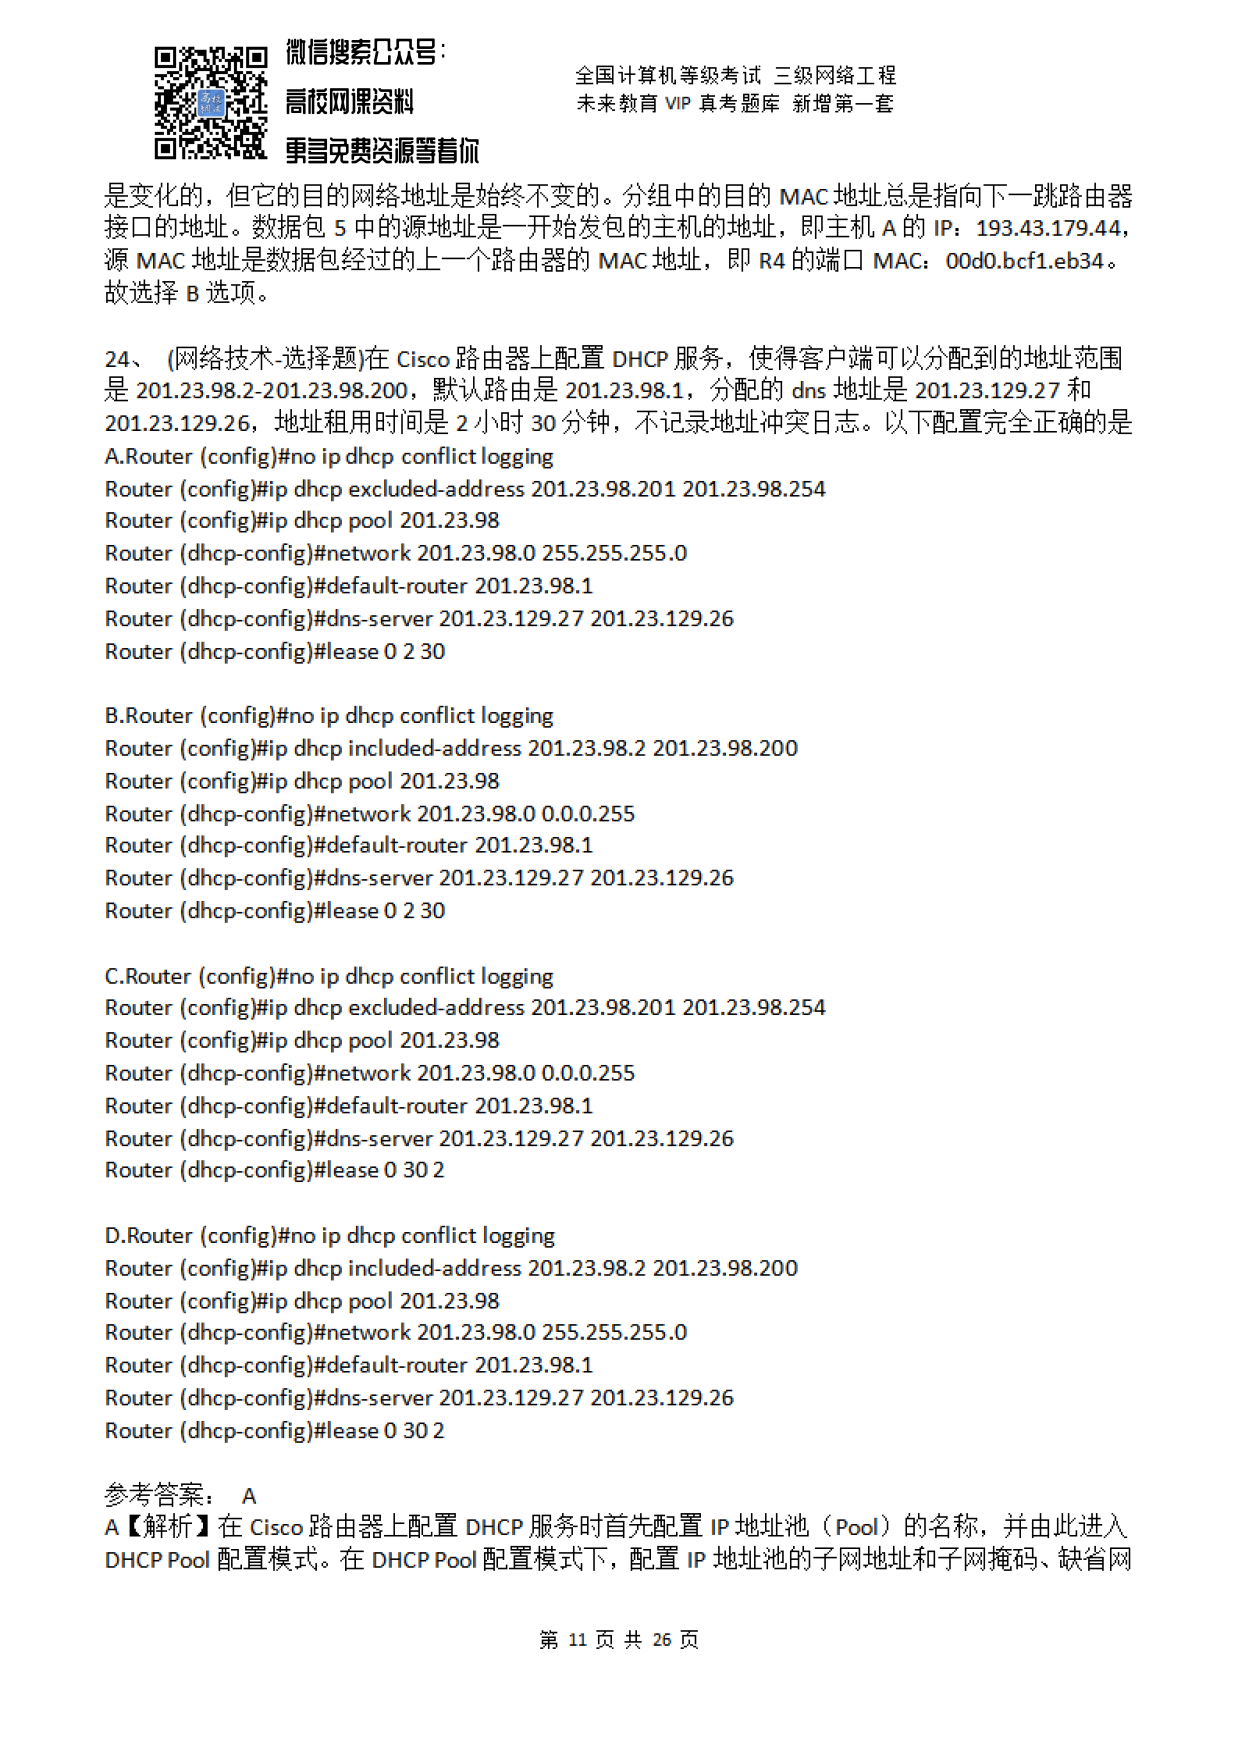 微信搜索公众号：
高校网课资料
更多免费资源等着你
全国计算机等级考试 三级网络工程
未来教育 VIP 真考题库 新增第一套
是变化的，但它的目的网络地址是始终不变的。分组中的目的 MAC 地址总是指向下一跳路由器
接口的地址。数据包 5 中的源地址是一开始发包的主机的地址，即主机 A 的 IP：193.43.179.44，
源 MAC 地址是数据包经过的上一个路由器的 MAC 地址，即 R4 的端口 MAC：00d0.bcf1.eb34。
故选择 B 选项。
24、 (网络技术-选择题)在 Cisco 路由器上配置 DHCP 服务，使得客户端可以分配到的地址范围
是 201.23.98.2-201.23.98.200，默认路由是 201.23.98.1，分配的 dns 地址是 201.23.129.27 和
201.23.129.26，地址租用时间是 2 小时 30 分钟，不记录地址冲突日志。以下配置完全正确的是
A.Router (config)#no ip dhcp conflict logging
Router (config)#ip dhcp excluded-address 201.23.98.201 201.23.98.254
Router (config)#ip dhcp pool 201.23.98
Router (dhcp-config)#network 201.23.98.0 255.255.255.0
Router (dhcp-config)#default-router 201.23.98.1
Router (dhcp-config)#dns-server 201.23.129.27 201.23.129.26
Router (dhcp-config)#lease 0 2 30
B.Router (config)#no ip dhcp conflict logging
Router (config)#ip dhcp included-address 201.23.98.2 201.23.98.200
Router (config)#ip dhcp pool 201.23.98
Router (dhcp-config)#network 201.23.98.0 0.0.0.255
Router (dhcp-config)#default-router 201.23.98.1
Router (dhcp-config)#dns-server 201.23.129.27 201.23.129.26
Router (dhcp-config)#lease 0 2 30
C.Router (config)#no ip dhcp conflict logging
Router (config)#ip dhcp excluded-address 201.23.98.201 201.23.98.254
Router (config)#ip dhcp pool 201.23.98
Router (dhcp-config)#network 201.23.98.0 0.0.0.255
Router (dhcp-config)#default-router 201.23.98.1
Router (dhcp-config)#dns-server 201.23.129.27 201.23.129.26
Router (dhcp-config)#lease 0 30 2
D.Router (config)#no ip dhcp conflict logging
Router (config)#ip dhcp included-address 201.23.98.2 201.23.98.200
Router (config)#ip dhcp pool 201.23.98
Router (dhcp-config)#network 201.23.98.0 255.255.255.0
Router (dhcp-config)#default-router 201.23.98.1
Router (dhcp-config)#dns-server 201.23.129.27 201.23.129.26
Router (dhcp-config)#lease 0 30 2
参考答案： A
A【解析】在 Cisco 路由器上配置 DHCP 服务时首先配置 IP 地址池（Pool）的名称，并由此进入
DHCP Pool 配置模式。在 DHCP Pool 配置模式下，配置 IP 地址池的子网地址和子网掩码、缺省网
第 11 页 共 26 页